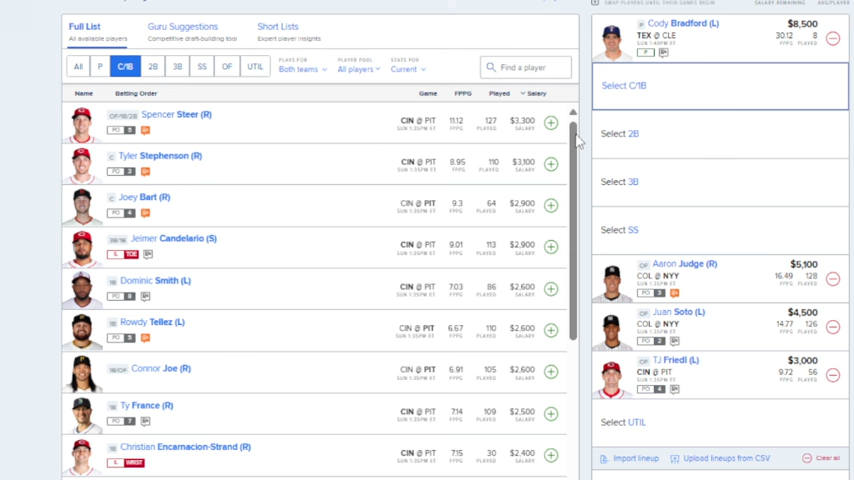 SWAP PLAYERS UNTIL THEIR GAMES BEGIN
SALARY REMAINING AVG/PLAYER
Full List
All available players
Guru Suggestions
Competitive draft-building tool
Short Lists
Expert player insights
All P C/1B 2B 3B SS OF UTIL
PLAYS FOR
Both teams
PLAYER POOL
All players
STATS FOR
Current
Find a player
Name Batting Order Game FPPG Played Salary
OF/1B/2B Spencer Steer (R)
PO 5
CIN @ PIT 11.12 127 $3,300
SUN 1:35PM ET FPPG PLAYED SALARY
C Tyler Stephenson (R)
PO 3
CIN @ PIT 8.95 110 $3,100
SUN 1:35PM ET FPPG PLAYED SALARY
C Joey Bart (R)
PO 4
CIN @ PIT 9.3 64 $2,900
SUN 1:35PM ET FPPG PLAYED SALARY
3B/1B Jeimer Candelario (S)
IL TOE
CIN @ PIT 9.01 113 $2,900
SUN 1:35PM ET FPPG PLAYED SALARY
1B Dominic Smith (L)
PO 8
CIN @ PIT 7.03 86 $2,600
SUN 1:35PM ET FPPG PLAYED SALARY
1B Rowdy Tellez (L)
PO 5
CIN @ PIT 6.67 110 $2,600
SUN 1:35PM ET FPPG PLAYED SALARY
1B/OF Connor Joe (R)
CIN @ PIT 6.91 105 $2,600
SUN 1:35PM ET FPPG PLAYED SALARY
1B Ty France (R)
PO 7
CIN @ PIT 7.14 109 $2,500
SUN 1:35PM ET FPPG PLAYED SALARY
1B Christian Encarnacion-Strand (R)
IL WRIST
CIN @ PIT 7.15 30 $2,400
SUN 1:35PM ET FPPG PLAYED SALARY
P Cody Bradford (L) $8,500
TEX @ CLE 30.12 8
SUN 1:40PM ET FPPG PLAYED
P
Select C/1B
Select 2B
Select 3B
Select SS
OF Aaron Judge (R) $5,100
COL @ NYY 16.49 128
SUN 1:35PM ET FPPG PLAYED
PO 3
OF Juan Soto (L) $4,500
COL @ NYY 14.77 126
SUN 1:35PM ET FPPG PLAYED
PO 2
OF TJ Friedl (L) $3,000
CIN @ PIT 9.72 56
SUN 1:35PM ET FPPG PLAYED
PO 4
Select UTIL
Import lineup Upload lineups from CSV Clear all